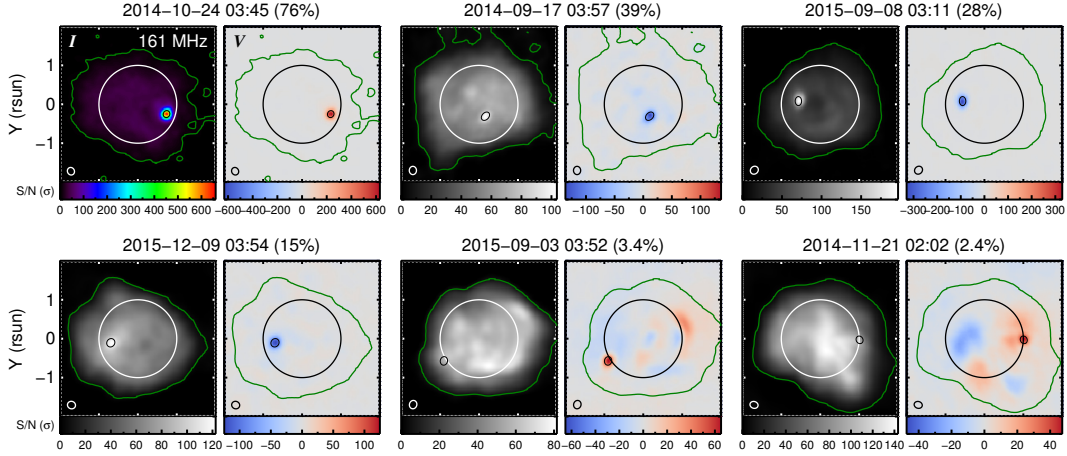 2014−10−24 03:45 (76%)
2014−09−17 03:57 (39%)
2015−09−08 03:11 (28%)
I
161 MHz
V
Y (rsun)
1
0
−1
S/N (σ)
0 100 200 300 400 500 600
−600 −400 −200 0 200 400 600
0 20 40 60 80 100
−100 −50 0 50 100
0 50 100 150
−300 −200 −100 0 100 200 300
2015−12−09 03:54 (15%)
2015−09−03 03:52 (3.4%)
2014−11−21 02:02 (2.4%)
Y (rsun)
1
0
−1
S/N (σ)
0 20 40 60 80 100 120
−100 −50 0 50 100
0 20 40 60 80
−60 −40 −20 0 20 40 60
0 20 40 60 80 100 120 140
−40 −20 0 20 40